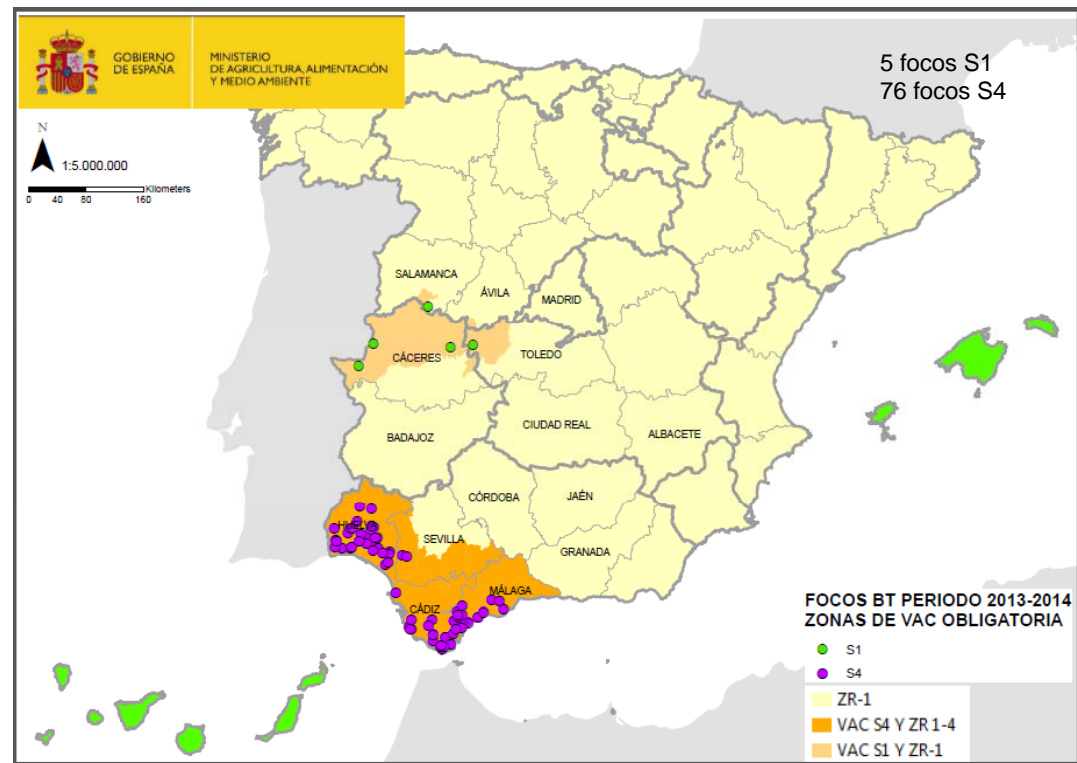 GOBIERNO
DE ESPAÑA
MINISTERIO
DE AGRICULTURA, ALIMENTACIÓN
Y MEDIO AMBIENTE
5 focos S1
76 focos S4
N
1:5.000.000
Kilometers
0 40 80 160
SALAMANCA
ÁVILA
MADRID
CÁCERES
TOLEDO
BADAJOZ
CIUDAD REAL
ALBACETE
CÓRDOBA
JAÉN
HUELVA
SEVILLA
GRANADA
MÁLAGA
CÁDIZ
FOCOS BT PERIODO 2013-2014
ZONAS DE VAC OBLIGATORIA
S1
S4
ZR-1
VAC S4 Y ZR 1-4
VAC S1 Y ZR-1